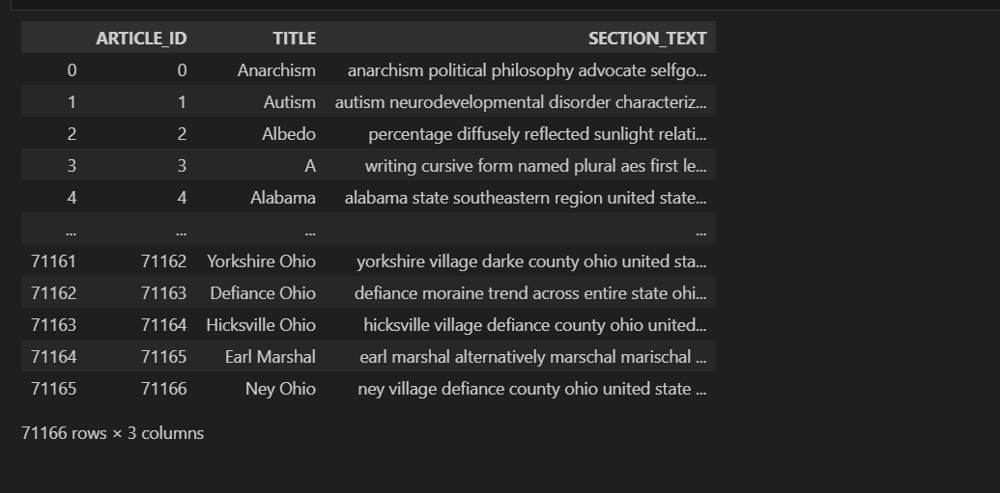 ARTICLE_ID TITLE SECTION_TEXT
0 0 Anarchism anarchism political philosophy advocate selfgo...
1 1 Autism autism neurodevelopmental disorder characteriz...
2 2 Albedo percentage diffusely reflected sunlight relati...
3 3 A writing cursive form named plural aes first le...
4 4 Alabama alabama state southeastern region united state...
... ... ... ...
71161 71162 Yorkshire Ohio yorkshire village darke county ohio united sta...
71162 71163 Defiance Ohio defiance moraine trend across entire state ohi...
71163 71164 Hicksville Ohio hicksville village defiance county ohio united...
71164 71165 Earl Marshal earl marshal alternatively marschal marischal ...
71165 71166 Ney Ohio ney village defiance county ohio united state ...
71166 rows × 3 columns